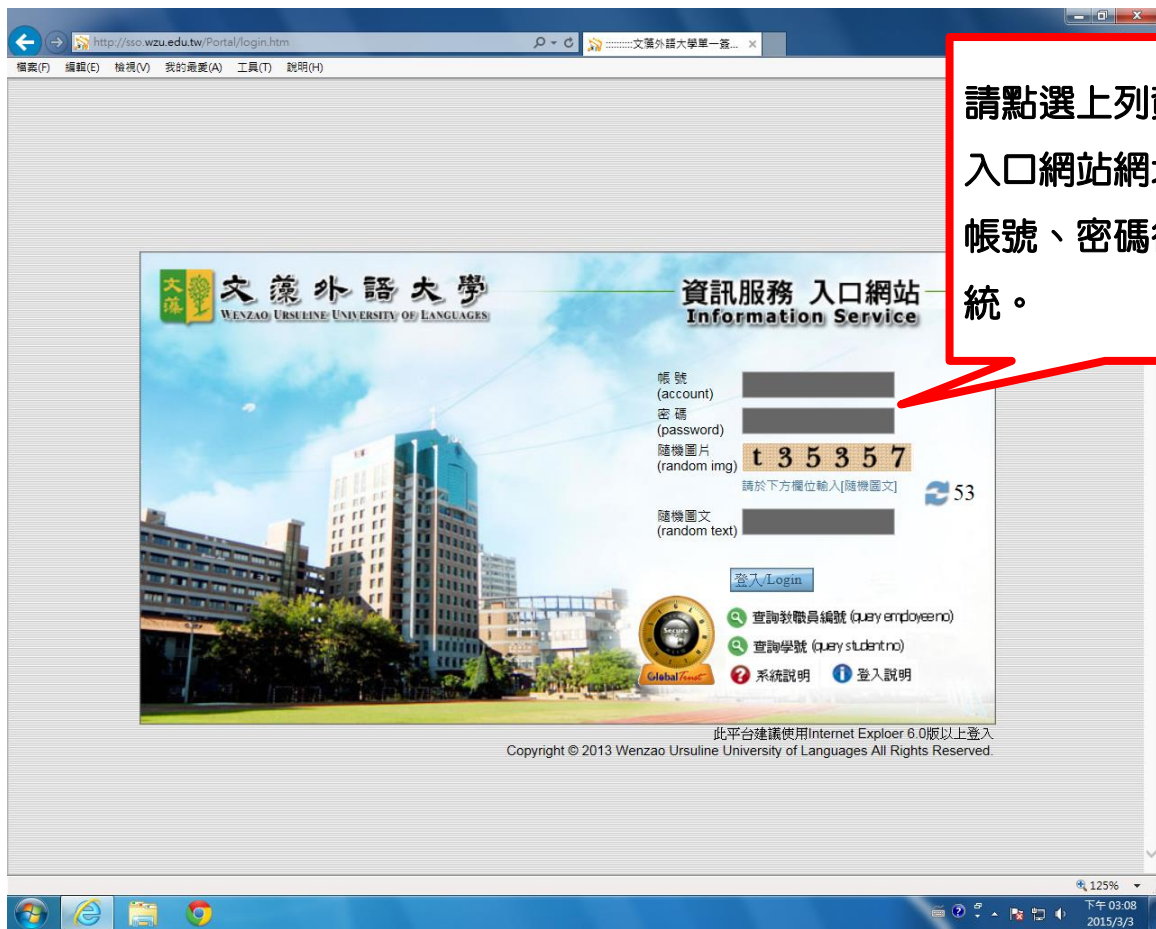 http://sso.wzu.edu.tw/Portal/login.htm
:::::::::文藻外語大學單一簽...
檔案(F) 編輯(E) 檢視(V) 我的最愛(A) 工具(T) 說明(H)
請點選上列
入口網站網
帳號、密碼
統。
文藻
文藻外語大學
WENZAO URSULINE UNIVERSITY OF LANGUAGES
資訊服務 入口網站
Information Service
帳 號
(account)
密 碼
(password)
隨機圖片
(random img)
t 3 5 3 5 7
請於下方欄位輸入[隨機圖文]
53
隨機圖文
(random text)
登入/Login
Secure
GlobalTrust
查詢教職員編號 (query employee no)
查詢學號 (query student no)
系統說明
登入說明
此平台建議使用Internet Exploer 6.0版以上登入
Copyright © 2013 Wenzao Ursuline University of Languages All Rights Reserved.
125%
下午 03:08
2015/3/3